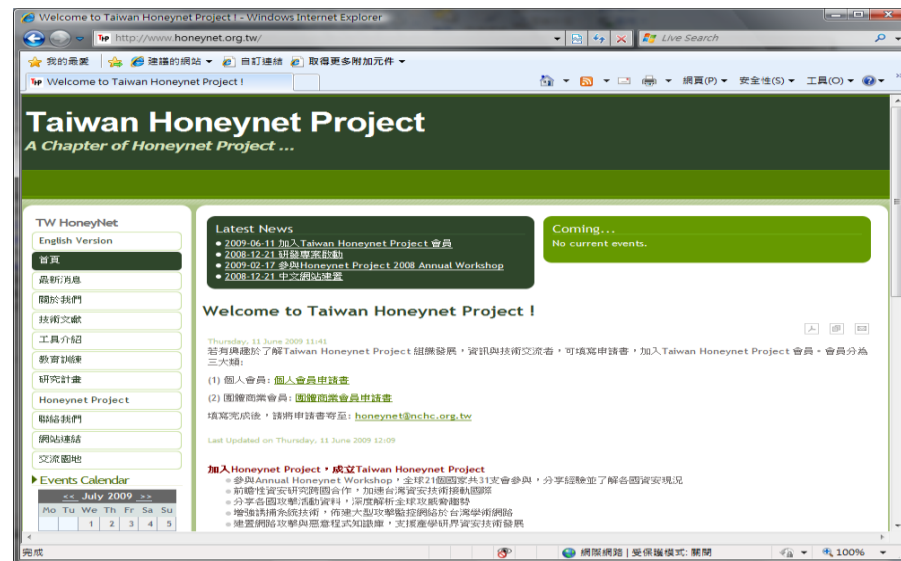 Welcome to Taiwan Honeynet Project ! - Windows Internet Explorer
http://www.honeynet.org.tw/
Live Search
我的最愛 建議的網站 自訂連結 取得更多附加元件
Welcome to Taiwan Honeynet Project !
網頁(P) 安全性(S) 工具(O)
Taiwan Honeynet Project
A Chapter of Honeynet Project ...
TW HoneyNet
English Version
首頁
最新消息
關於我們
技術文獻
工具介紹
教育訓練
研究計畫
Honeynet Project
聯絡我們
網站連結
交流園地
Events Calendar
<< July 2009 >>
Mo Tu We Th Fr Sa Su
1 2 3 4 5
Latest News
2009-06-11 加入Taiwan Honeynet Project 會員
2008-12-21 研發專案啟動
2009-02-17 參與Honeynet Project 2008 Annual Workshop
2008-12-21 中文網站建置
Coming...
No current events.
Welcome to Taiwan Honeynet Project !
Thursday, 11 June 2009 11:41
若有興趣於了解Taiwan Honeynet Project 組織發展，資訊與技術交流者，可填寫申請書，加入Taiwan Honeynet Project 會員。會員分為
三大類:
(1) 個人會員: 個人會員申請書
(2) 團體商業會員: 團體商業會員申請書
填寫完成後，請將申請書寄至: honeynet@nchc.org.tw
Last Updated on Thursday, 11 June 2009 12:09
加入Honeynet Project，成立Taiwan Honeynet Project
參與Annual Honeynet Workshop，全球21個國家共31支會參與，分享經驗並了解各國資安現況
前瞻性資安研究跨國合作，加速台灣資安技術接軌國際
分享各國攻擊活動資料，深度解析全球攻威脅趨勢
增強誘捕系統技術，佈建大型攻擊監控網絡於台灣學術網路
建置網路攻擊與惡意程式知識庫，支援產學研界資安技術發展
完成
網際網路 | 受保護模式: 關閉
100%